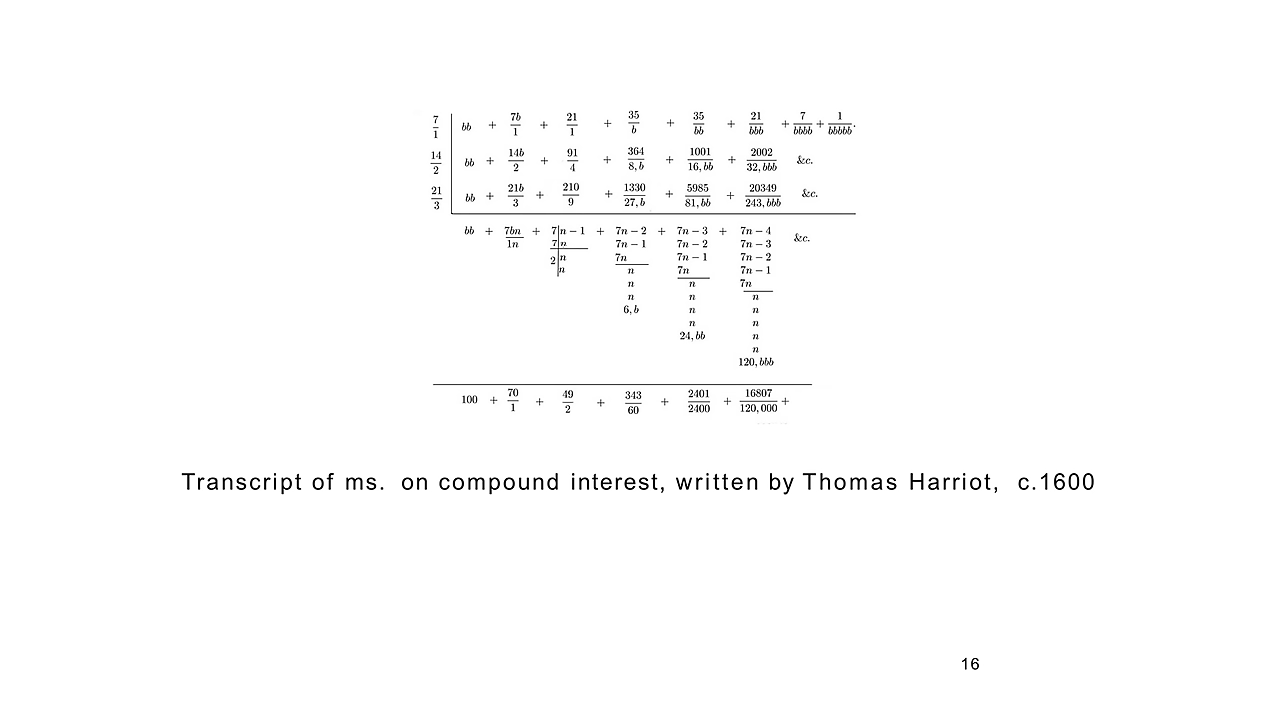 7/1 | bb + 7b/1 + 21/1 + 35/b + 35/bb + 21/bbb + 7/bbbb + 1/bbbbb.
14/2 | bb + 14b/2 + 91/4 + 364/8,b + 1001/16,bb + 2002/32,bbb &c.
21/3 | bb + 21b/3 + 210/9 + 1330/27,b + 5985/81,bb + 20349/243,bbb &c.
bb + 7bn/1n + 7|n − 1 + 7n − 2 + 7n − 3 + 7n − 4 &c.
7|n 7n − 1 7n − 2 7n − 3
2|n 7n 7n − 1 7n − 2
n n 7n 7n − 1
n n 7n
n n n
6,b n n
n n
24,bb n
n
120,bbb
100 + 70/1 + 49/2 + 343/60 + 2401/2400 + 16807/120,000 +
Transcript of ms. on compound interest, written by Thomas Harriot, c.1600
16